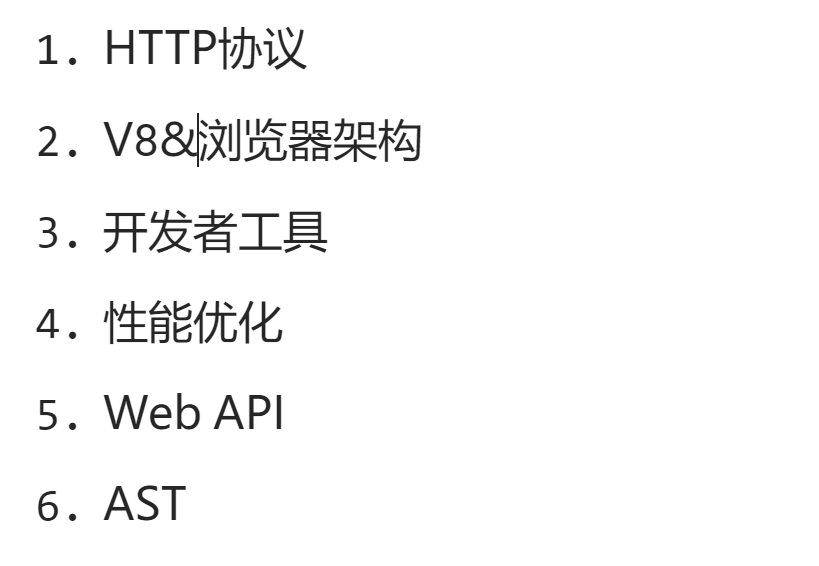 1. HTTP协议
2. V8&浏览器架构
3. 开发者工具
4. 性能优化
5. Web API
6. AST